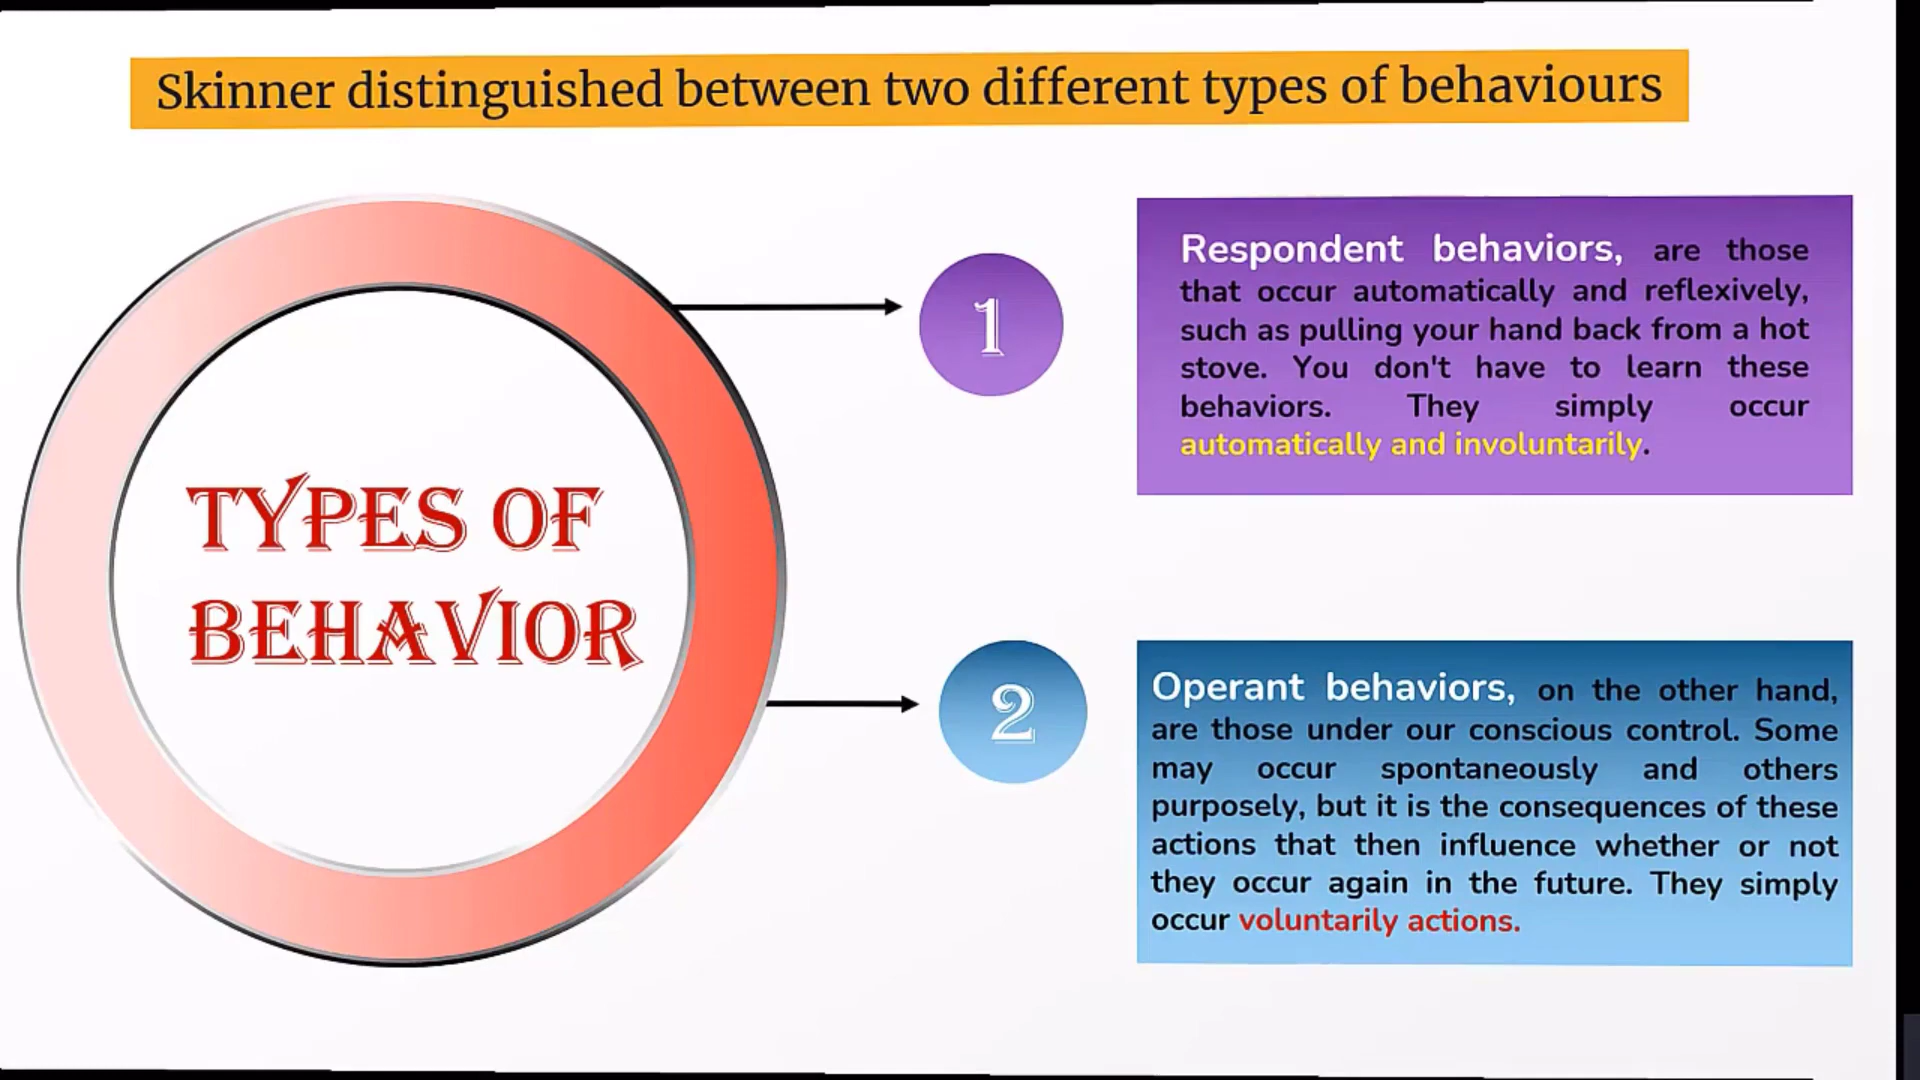 Skinner distinguished between two different types of behaviours
TYPES OF
BEHAVIOR
1
Respondent behaviors, are those
that occur automatically and reflexively,
such as pulling your hand back from a hot
stove. You don't have to learn these
behaviors. They simply occur
automatically and involuntarily.
2
Operant behaviors, on the other hand,
are those under our conscious control. Some
may occur spontaneously and others
purposely, but it is the consequences of these
actions that then influence whether or not
they occur again in the future. They simply
occur voluntarily actions.